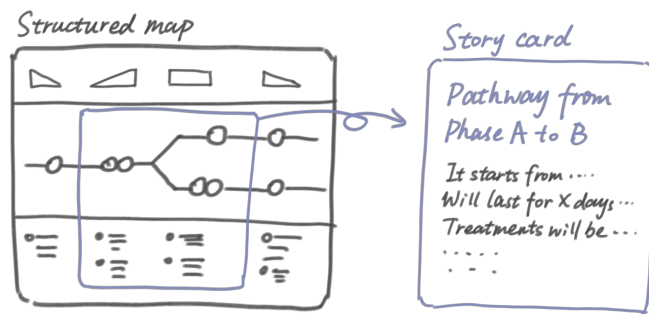 Structured map
Story card
Pathway from
Phase A to B
It starts from ....
Will last for X days ...
Treatments will be ...